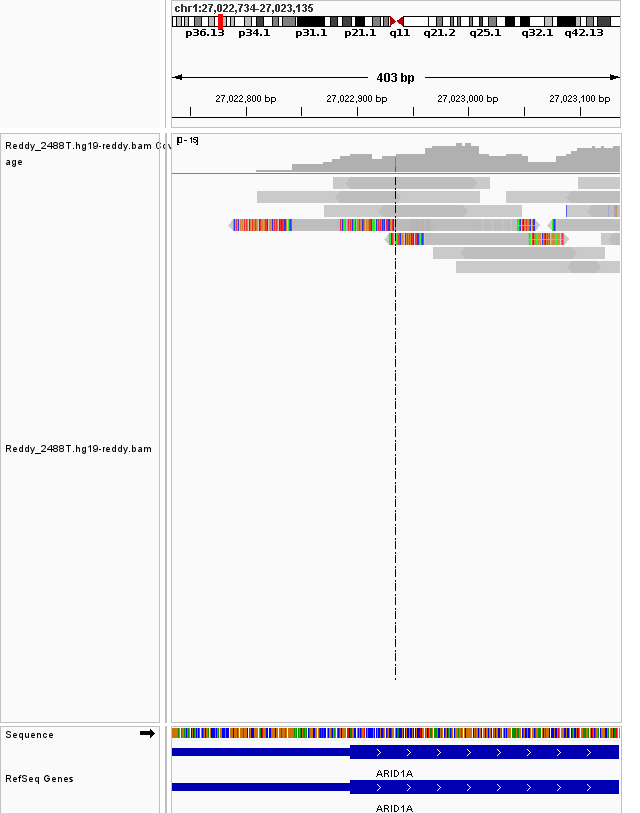 chr1:27,022,734-27,023,135
p36.13 p34.1 p31.1 p21.1 q11 q21.2 q25.1 q32.1 q42.13
403 bp
27,022,800 bp 27,022,900 bp 27,023,000 bp 27,023,100 bp
Reddy_2488T.hg19-reddy.bam Cov
age
[0 - 19]
Reddy_2488T.hg19-reddy.bam
Sequence
RefSeq Genes
ARID1A
ARID1A